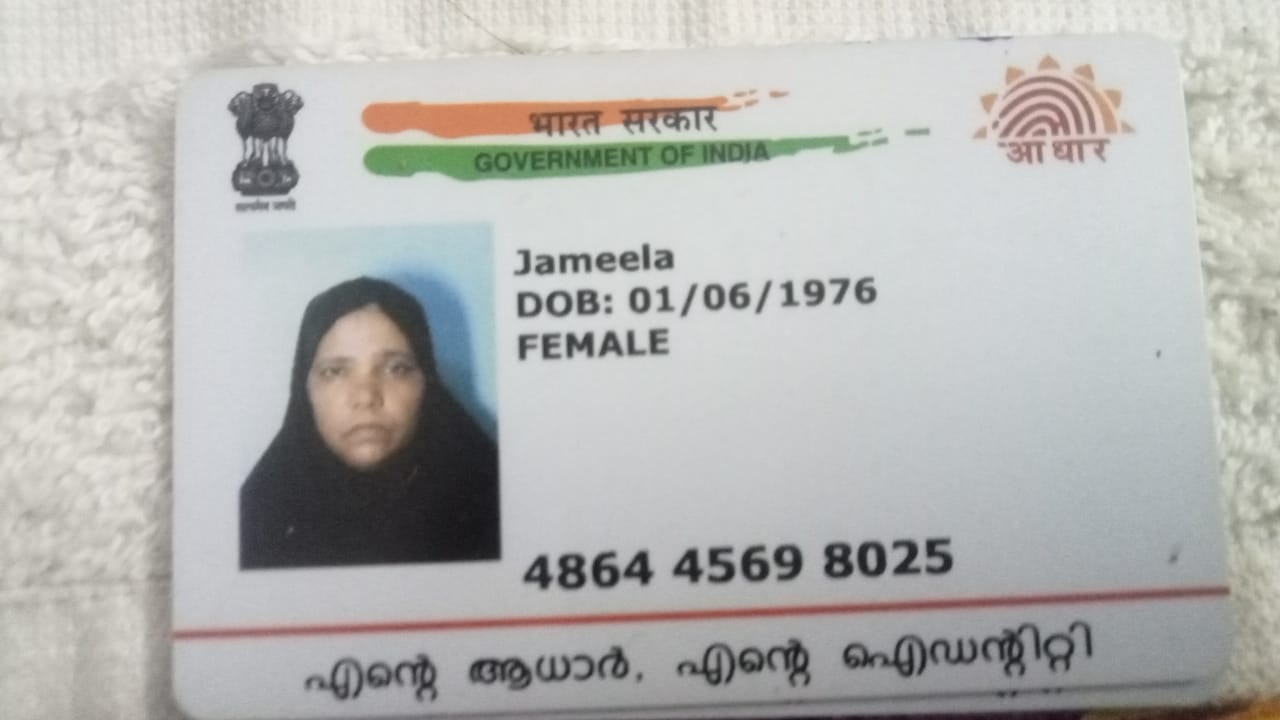 भारत सरकार
GOVERNMENT OF INDIA
आधार
सत्यमेव जयते
Jameela
DOB: 01/06/1976
FEMALE
4864 4569 8025
എന്റെ ആധാർ, എന്റെ ഐഡന്റിറ്റി